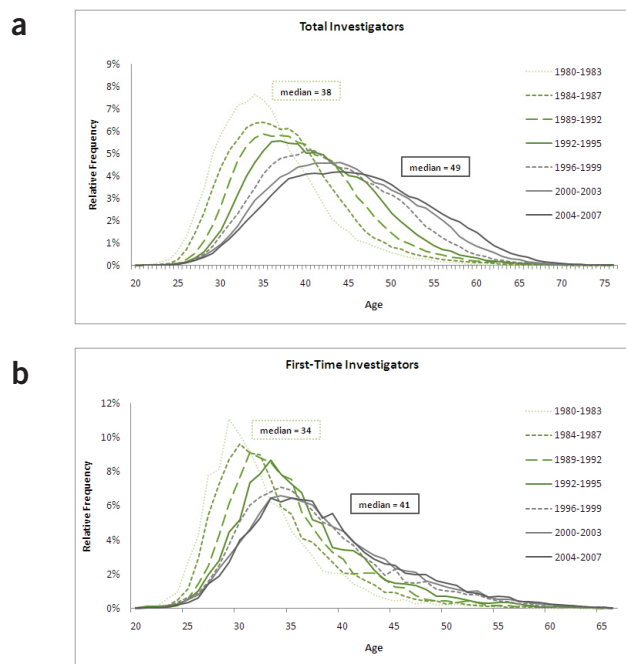 a
Total Investigators
9%
8%
7%
6%
5%
4%
3%
2%
1%
0%
Relative Frequency
median = 38
median = 49
1980-1983
1984-1987
1989-1992
1992-1995
1996-1999
2000-2003
2004-2007
20 25 30 35 40 45 50 55 60 65 70 75
Age
b
First-Time Investigators
12%
10%
8%
6%
4%
2%
0%
Relative Frequency
median = 34
median = 41
1980-1983
1984-1987
1989-1992
1992-1995
1996-1999
2000-2003
2004-2007
20 25 30 35 40 45 50 55 60 65
Age